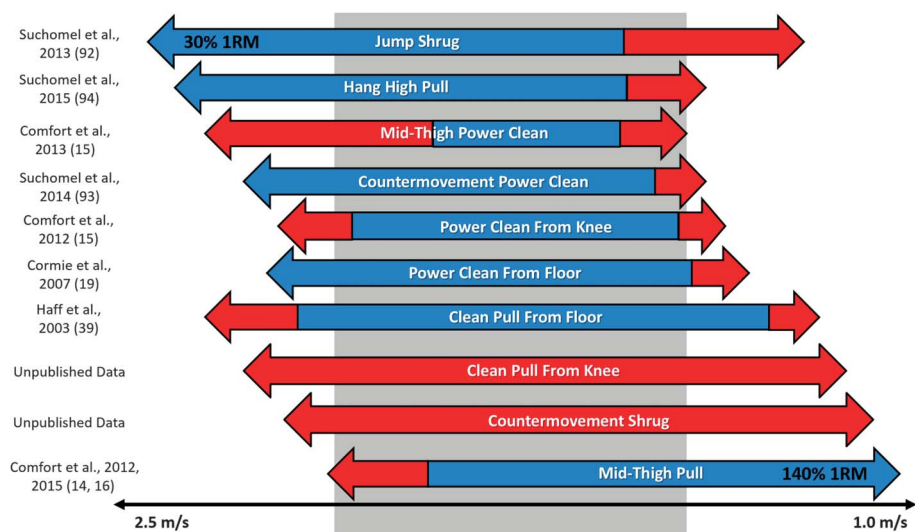 Suchomel et al.,
2013 (92)
30% 1RM
Jump Shrug
Suchomel et al.,
2015 (94)
Hang High Pull
Comfort et al.,
2013 (15)
Mid-Thigh Power Clean
Suchomel et al.,
2014 (93)
Countermovement Power Clean
Comfort et al.,
2012 (15)
Power Clean From Knee
Cormie et al.,
2007 (19)
Power Clean From Floor
Haff et al.,
2003 (39)
Clean Pull From Floor
Unpublished Data
Clean Pull From Knee
Unpublished Data
Countermovement Shrug
Comfort et al., 2012,
2015 (14, 16)
Mid-Thigh Pull
140% 1RM
2.5 m/s
1.0 m/s